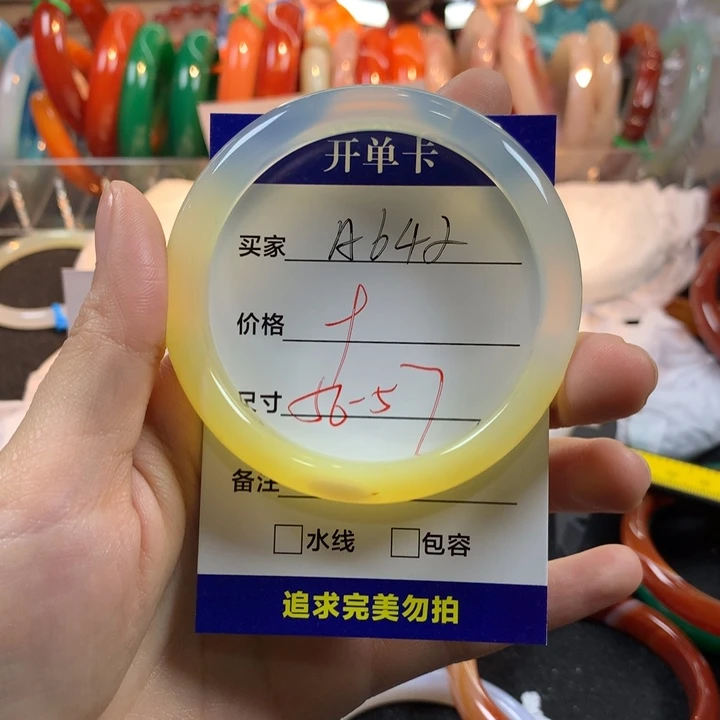 开单卡
买家 A642
价格
尺寸 56-57
备注
水线 包容
追求完美勿拍